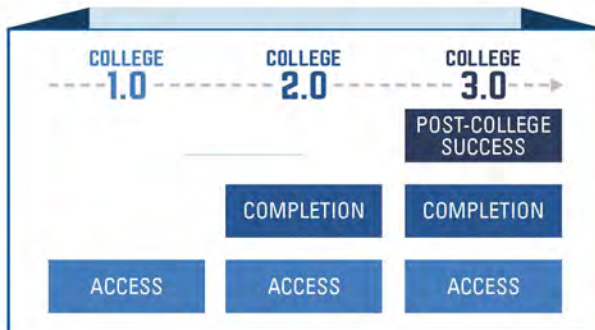 COLLEGE COLLEGE COLLEGE
1.0 2.0 3.0
POST-COLLEGE
SUCCESS
COMPLETION COMPLETION
ACCESS ACCESS ACCESS